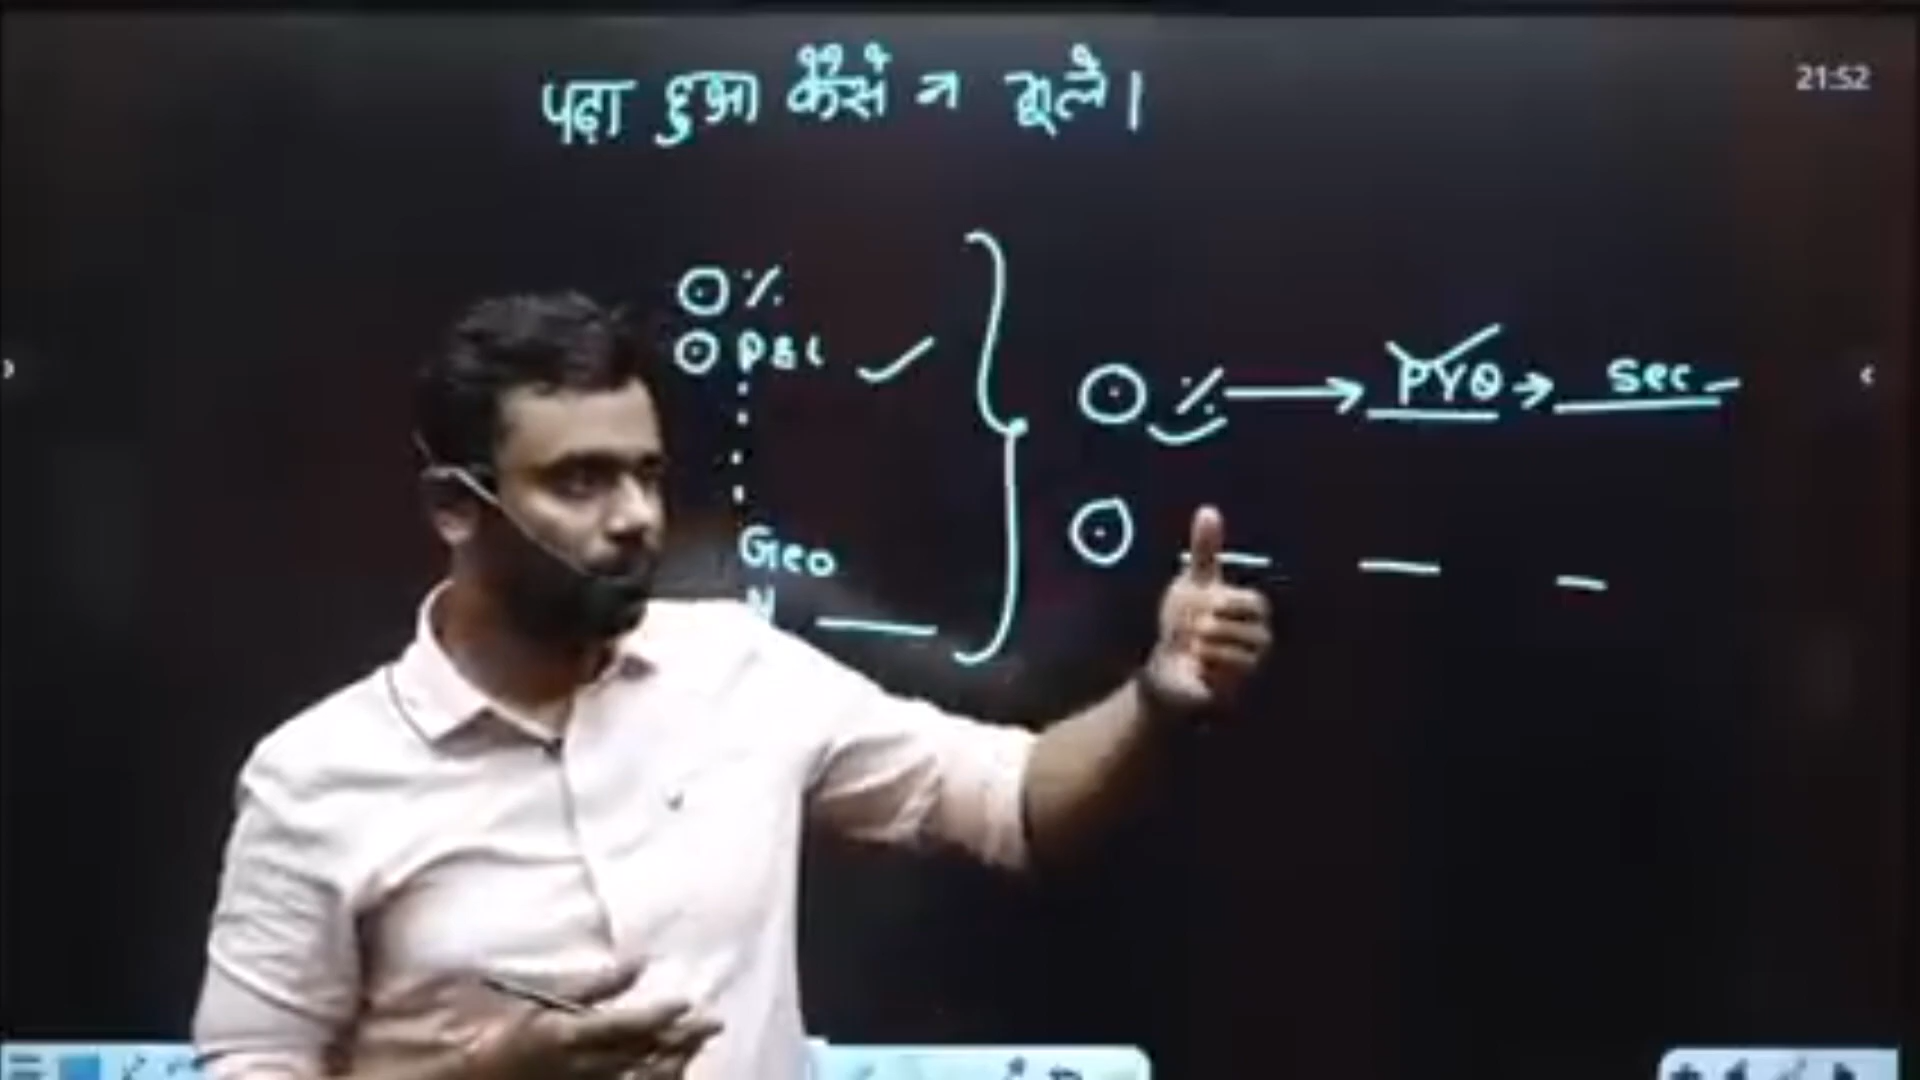 पढ़ा हुआ कैसे न भूले।
21:52
%
P&L
Geo
% → PYQ → Sec